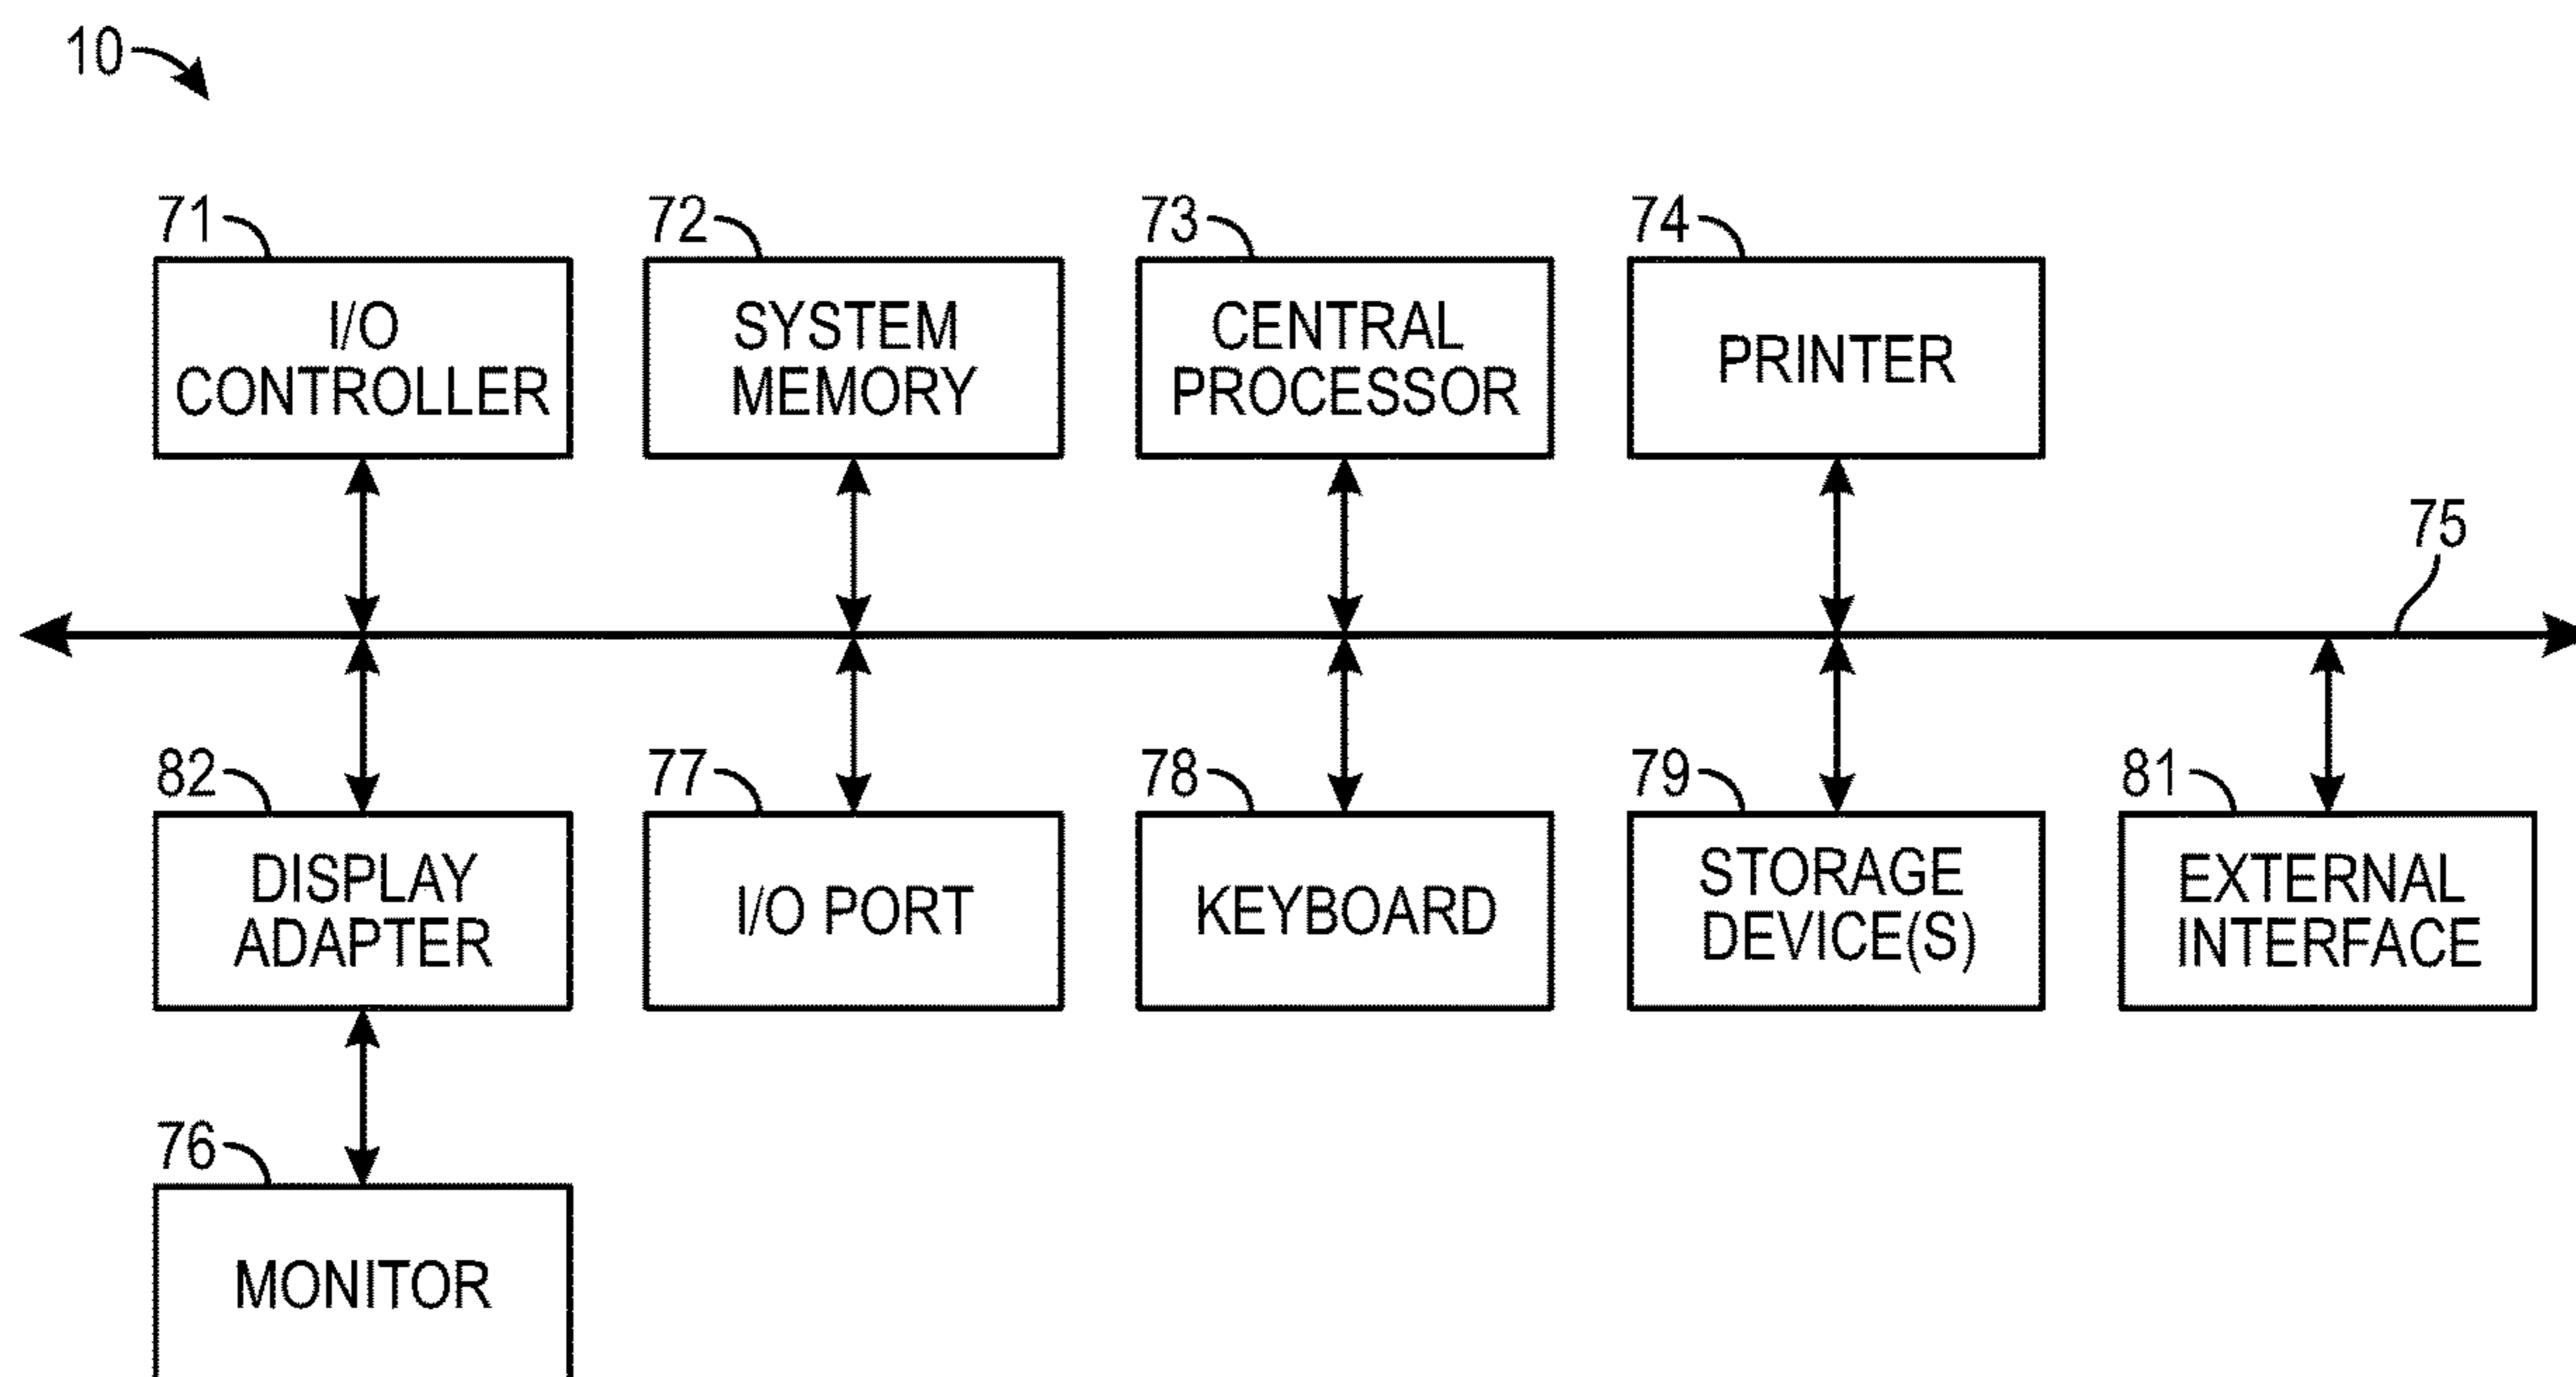 10
71
I/O
CONTROLLER
72
SYSTEM
MEMORY
73
CENTRAL
PROCESSOR
74
PRINTER
75
82
DISPLAY
ADAPTER
77
I/O PORT
78
KEYBOARD
79
STORAGE
DEVICE(S)
81
EXTERNAL
INTERFACE
76
MONITOR